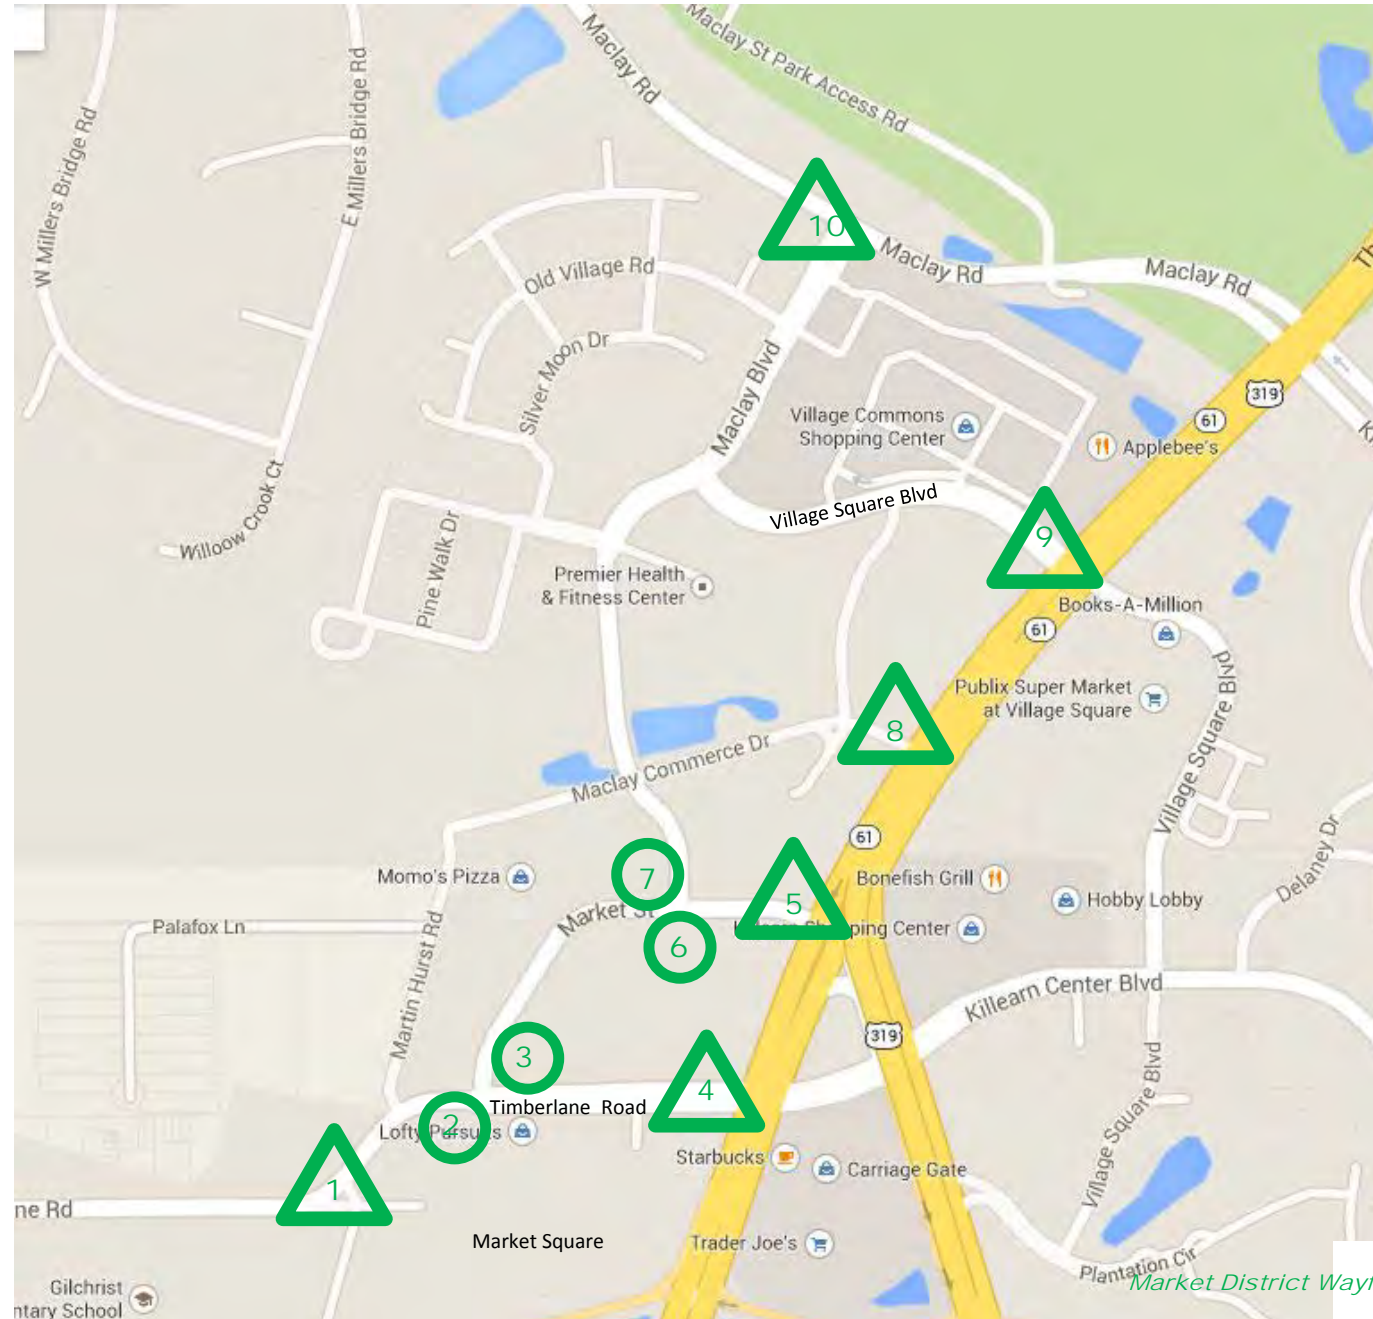 Maclay Rd
Maclay St Park Access Rd
W Millers Bridge Rd
E Millers Bridge Rd
10
Maclay Rd
Maclay Rd
Old Village Rd
Silver Moon Dr
Maclay Blvd
319
61
Village Commons
Shopping Center
Applebee's
Willoow Crook Ct
Pine Walk Dr
Village Square Blvd
9
Premier Health
& Fitness Center
Books-A-Million
61
Publix Super Market
at Village Square
Village Square Blvd
8
Maclay Commerce Dr
61
Momo's Pizza
7
5
Bonefish Grill
Hobby Lobby
Delaney Dr
Market St
Shopping Center
6
Palafox Ln
Martin Hurst Rd
Killearn Center Blvd
319
3
4
Timberlane Road
2
Lofty Pursuits
Starbucks
Carriage Gate
Village Square Blvd
1
ne Rd
Market Square
Trader Joe's
Plantation Cir
Gilchrist
ntary School
Market District Wayf